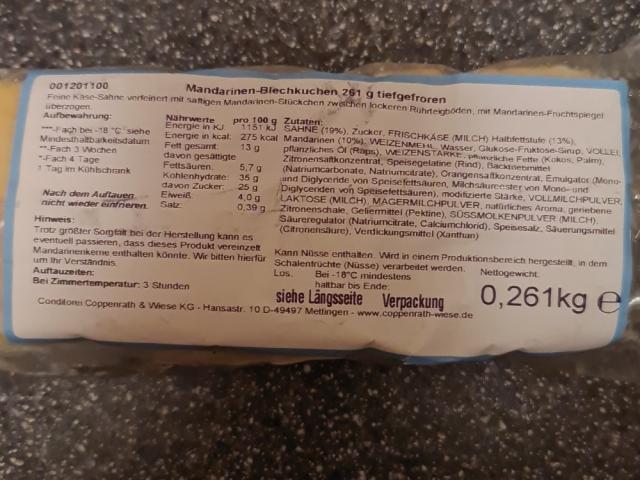 001201100
Mandarinen-Blechkuchen 261 g tiefgefroren
Feine Käse-Sahne verfeinert mit saftigen Mandarinen-Stückchen zwischen lockeren Rührteigböden, mit Mandarinen-Fruchtspiegel
überzogen.
Aufbewahrung:
***-Fach bei -18 °C: siehe
Mindesthaltbarkeitsdatum
**-Fach 3 Wochen
*-Fach 4 Tage
1 Tag im Kühlschrank
Nach dem Auftauen
nicht wieder einfrieren.
Nährwerte pro 100 g
Energie in KJ 1151 kJ
Energie in kcal: 275 kcal
Fett gesamt: 13 g
davon gesättigte
Fettsäuren. 5,7 g
Kohlenhydrate: 35 g
davon Zucker: 25 g
Eiweiß 4,0 g
Salz: 0,39 g
Zutaten:
SAHNE (19%), Zucker, FRISCHKÄSE (MILCH) Halbfettstufe (13%),
Mandarinen (10%), WEIZENMEHL, Wasser, Glukose-Fruktose-Sirup, VOLLEI,
pflanzliches Öl (Raps), WEIZENSTÄRKE, pflanzliche Fette (Kokos, Palm),
Zitronensaftkonzentrat, Speisegelatine (Rind), Backtriebmittel
(Natriumcarbonate, Natriumcitrate), Orangensaftkonzentrat, Emulgator (Mono-
und Diglyceride von Speisefettsäuren, Milchsäureester von Mono- und
Diglyceriden von Speisefettsäuren), modifizierte Stärke, VOLLMILCHPULVER,
LAKTOSE (MILCH), MAGERMILCHPULVER, natürliches Aroma, geriebene
Zitronenschale, Geliermittel (Pektine), SÜSSMOLKENPULVER (MILCH),
Säureregulator (Natriumcitrate, Calciumchlorid), Speisesalz, Säuerungsmittel
(Citronensäure), Verdickungsmittel (Xanthan)
Hinweis:
Trotz größter Sorgfalt bei der Herstellung kann es
eventuell passieren, dass dieses Produkt vereinzelt
Mandarinenkerne enthalten könnte. Wir bitten hierfür
um Ihr Verständnis.
Auftauzeiten:
Bei Zimmertemperatur: 3 Stunden
Kann Nüsse enthalten. Wird in einem Produktionsbereich hergestellt, in dem
Schalenfrüchte (Nüsse) verarbeitet werden.
Los. Bei -18°C mindestens
haltbar bis Ende:
siehe Längsseite Verpackung
Nettogewicht:
0,261kg e
Conditorei Coppenrath & Wiese KG - Hansastr. 10 D-49497 Mettingen - www.coppenrath-wiese.de